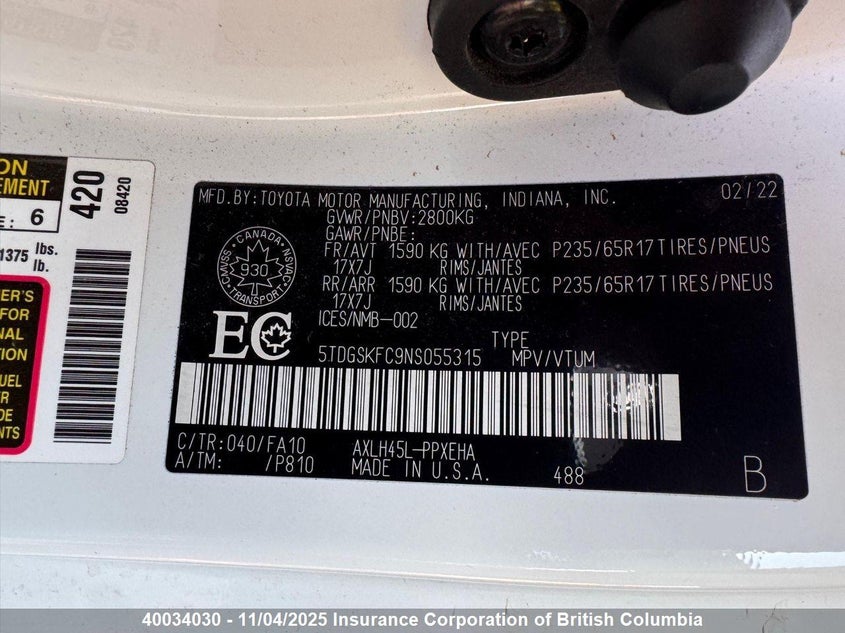 ON
EMENT
E: 6
1375 lbs.
lb.
ER'S
FOR
NAL
TION
FUEL
ER
DE
NTS
420
08420
MFD.BY:TOYOTA MOTOR MANUFACTURING, INDIANA, INC. 02/22
GVWR/PNBV:2800KG
GAWR/PNBE:
FR/AVT 1590 KG WITH/AVEC P235/65R17 TIRES/PNEUS
17X7J RIMS/JANTES
RR/ARR 1590 KG WITH/AVEC P235/65R17 TIRES/PNEUS
17X7J RIMS/JANTES
ICES/NMB-002
CANADA
CMVSS NSVAC
930
TRANSPORT
EC
TYPE
5TDGSKFC9NS055315 MPV/VTUM
C/TR:040/FA10 AXLH45L-PPXEHA
A/TM: /P810 MADE IN U.S.A. 488 B
40034030 - 11/04/2025 Insurance Corporation of British Columbia